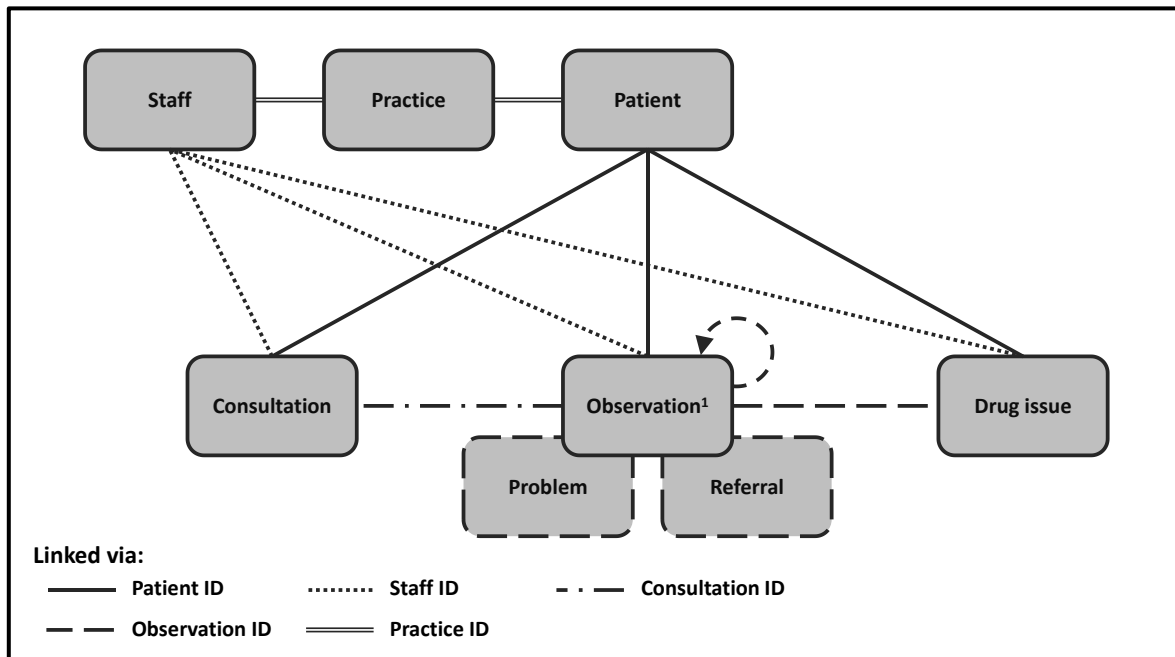 Staff
Practice
Patient
Consultation
Observation¹
Drug issue
Problem
Referral
Linked via:
Patient ID
Staff ID
Consultation ID
Observation ID
Practice ID